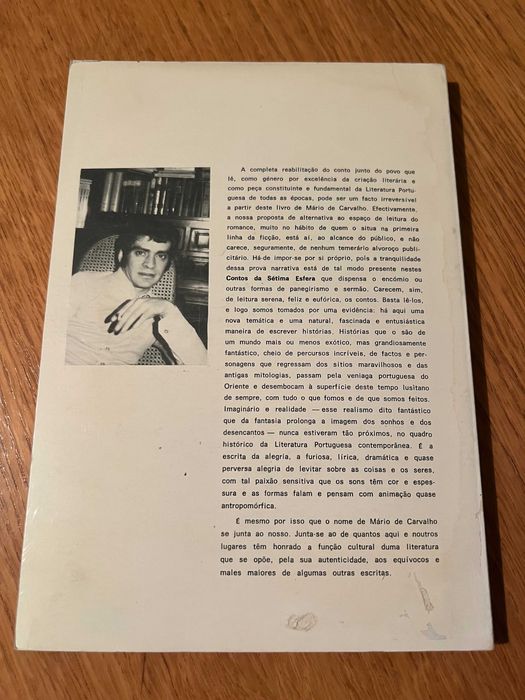 A completa reabilitação do conto junto do povo que
lê, como género por excelência da criação literária e
como peça constituinte e fundamental da Literatura Portu-
guesa de todas as épocas, pode ser um facto irreversível
a partir deste livro de Mário de Carvalho. Efectivamente,
a nossa proposta de alternativa ao espaço de leitura do
romance, muito no hábito de quem o situa na primeira
linha da ficção, está aí, ao alcance do público, e não
carece, seguramente, de nenhum temerário alvoroço publi-
citário. Há-de impor-se por si próprio, pois a tranquilidade
dessa prova narrativa está de tal modo presente nestes
Contos da Sétima Esfera que dispensa o encómio ou
outras formas de panegirismo e sermão. Carecem, sim,
de leitura serena, feliz e eufórica, os contos. Basta lê-los,
e logo somos tomados por uma evidência: há aqui uma
nova temática e uma natural, fascinada e entusiástica
maneira de escrever histórias. Histórias que o são de
um mundo mais ou menos exótico, mas grandiosamente
fantástico, cheio de percursos incríveis, de factos e per-
sonagens que regressam dos sítios maravilhosos e das
antigas mitologias, passam pela veniaga portuguesa do
Oriente e desembocam à superfície deste tempo lusitano
de sempre, com tudo o que fomos e de que somos feitos.
Imaginário e realidade — esse realismo dito fantástico
que da fantasia prolonga a imagem dos sonhos e dos
desencantos — nunca estiveram tão próximos, no quadro
histórico da Literatura Portuguesa contemporânea. É a
escrita da alegria, a furiosa, lírica, dramática e quase
perversa alegria de levitar sobre as coisas e os seres,
com tal paixão sensitiva que os sons têm cor e espes-
sura e as formas falam e pensam com animação quase
antropomórfica.
É mesmo por isso que o nome de Mário de Carvalho
se junta ao nosso. Junta-se ao de quantos aqui e noutros
lugares têm honrado a função cultural duma literatura
que se opõe, pela sua autenticidade, aos equívocos e
males maiores de algumas outras escritas.